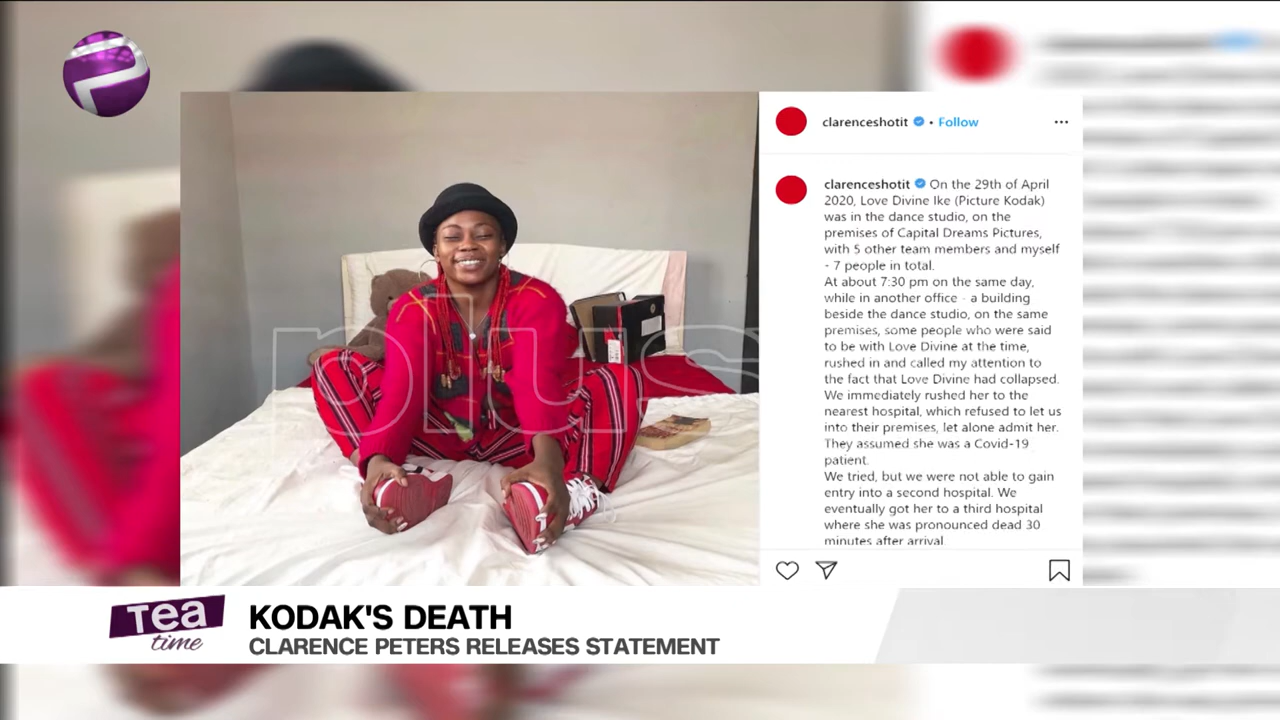 clarenceshotit • Follow
clarenceshotit On the 29th of April
2020, Love Divine Ike (Picture Kodak)
was in the dance studio, on the
premises of Capital Dreams Pictures,
with 5 other team members and myself
- 7 people in total.
At about 7:30 pm on the same day,
while in another office - a building
beside the dance studio, on the same
premises, some people who were said
to be with Love Divine at the time,
rushed in and called my attention to
the fact that Love Divine had collapsed.
We immediately rushed her to the
nearest hospital, which refused to let us
into their premises, let alone admit her.
They assumed she was a Covid-19
patient.
We tried, but we were not able to gain
entry into a second hospital. We
eventually got her to a third hospital
where she was pronounced dead 30
minutes after arrival.
plus
Tea
time
KODAK'S DEATH
CLARENCE PETERS RELEASES STATEMENT